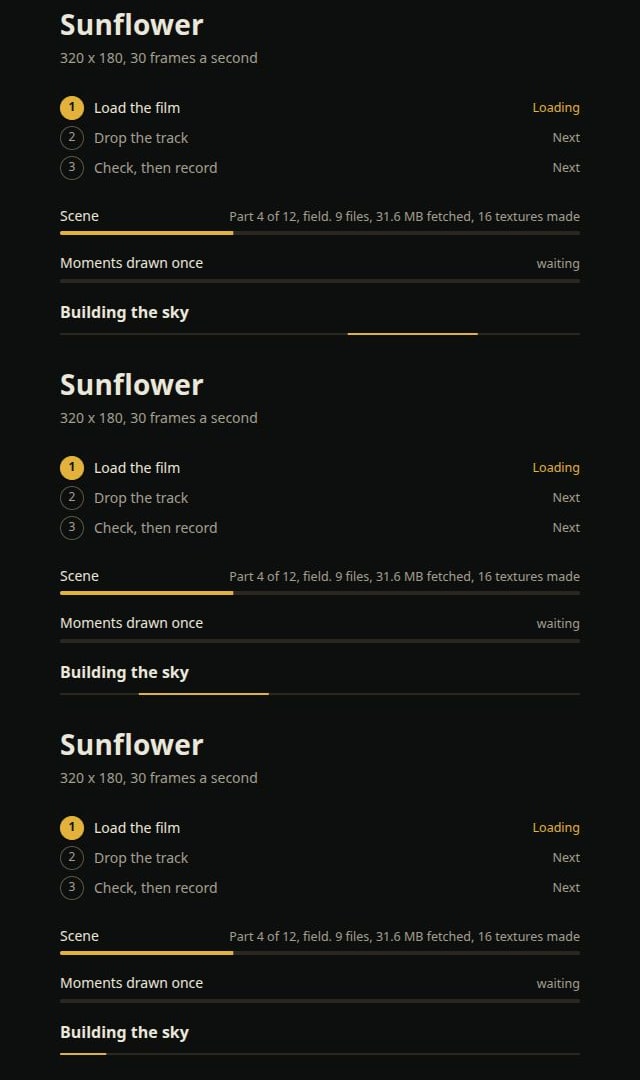 Sunflower
320 x 180, 30 frames a second
1 Load the film Loading
2 Drop the track Next
3 Check, then record Next
Scene Part 4 of 12, field. 9 files, 31.6 MB fetched, 16 textures made
Moments drawn once waiting
Building the sky
Sunflower
320 x 180, 30 frames a second
1 Load the film Loading
2 Drop the track Next
3 Check, then record Next
Scene Part 4 of 12, field. 9 files, 31.6 MB fetched, 16 textures made
Moments drawn once waiting
Building the sky
Sunflower
320 x 180, 30 frames a second
1 Load the film Loading
2 Drop the track Next
3 Check, then record Next
Scene Part 4 of 12, field. 9 files, 31.6 MB fetched, 16 textures made
Moments drawn once waiting
Building the sky